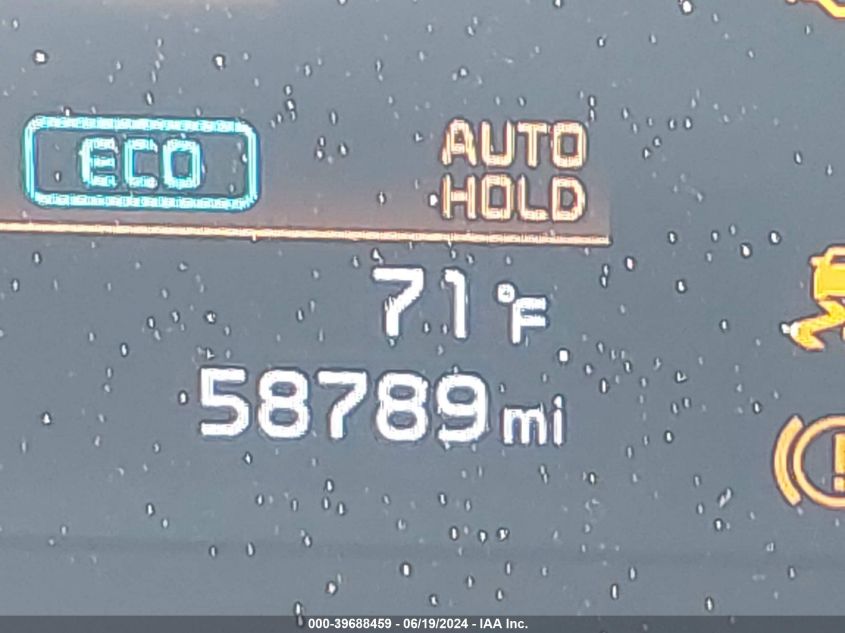 ECO
AUTO
HOLD
71 °F
58789 mi
000-39688459 - 06/19/2024 - IAA Inc.